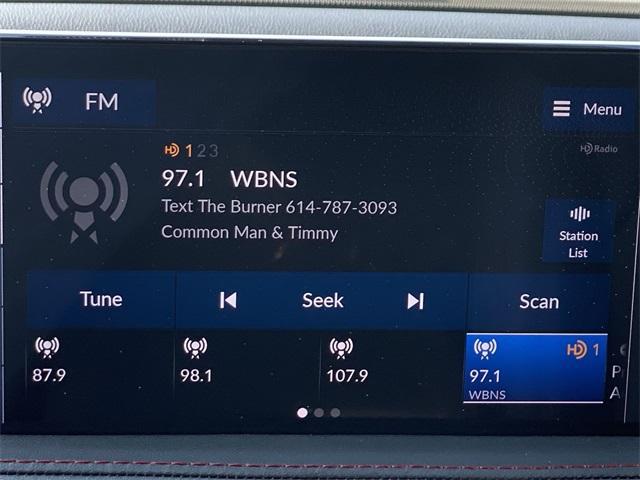 FM
Menu
HD 1 2 3
HD Radio
97.1 WBNS
Text The Burner 614-787-3093
Common Man & Timmy
Station
List
Tune
Seek
Scan
87.9
98.1
107.9
HD 1
97.1
WBNS
P
A